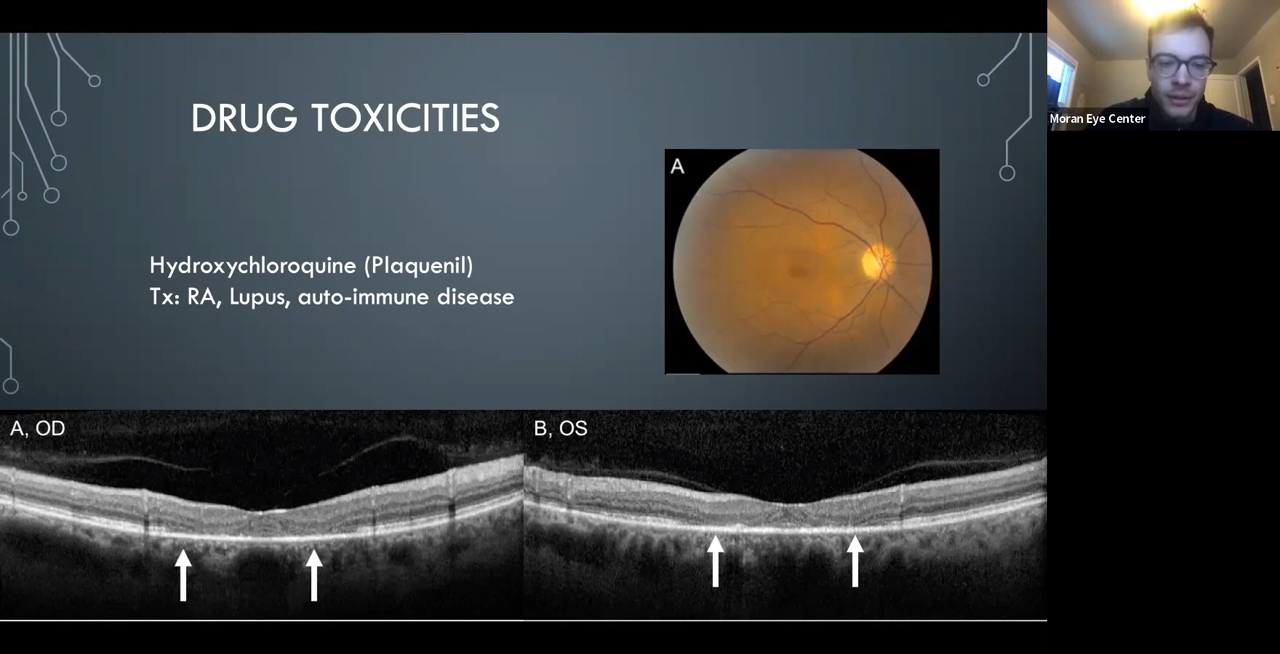 DRUG TOXICITIES
A
Hydroxychloroquine (Plaquenil)
Tx: RA, Lupus, auto-immune disease
A, OD
B, OS
Moran Eye Center